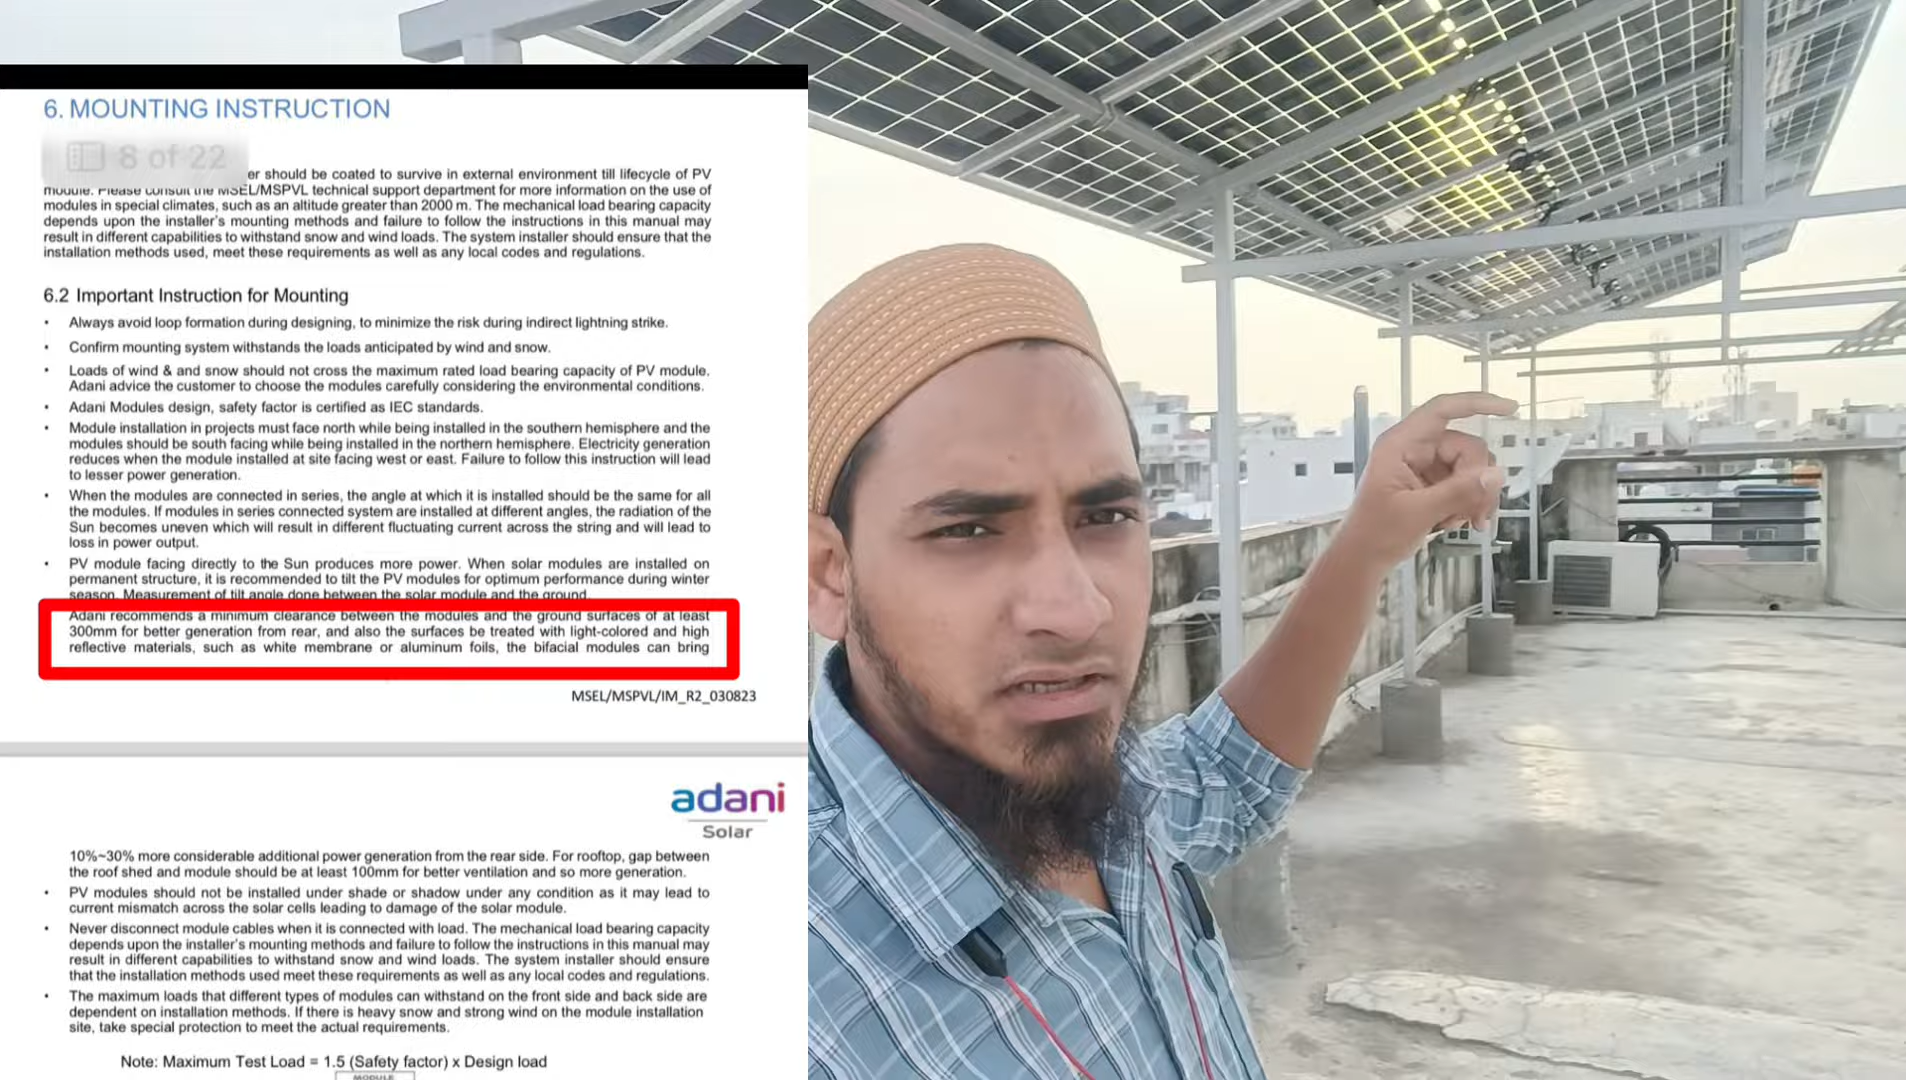 6. MOUNTING INSTRUCTION
8 of 22
er should be coated to survive in external environment till lifecycle of PV
module. Please consult the MSEL/MSPVL technical support department for more information on the use of
modules in special climates, such as an altitude greater than 2000 m. The mechanical load bearing capacity
depends upon the installer's mounting methods and failure to follow the instructions in this manual may
result in different capabilities to withstand snow and wind loads. The system installer should ensure that the
installation methods used, meet these requirements as well as any local codes and regulations.
6.2 Important Instruction for Mounting
• Always avoid loop formation during designing, to minimize the risk during indirect lightning strike.
• Confirm mounting system withstands the loads anticipated by wind and snow.
• Loads of wind & and snow should not cross the maximum rated load bearing capacity of PV module.
Adani advice the customer to choose the modules carefully considering the environmental conditions.
• Adani Modules design, safety factor is certified as IEC standards.
• Module installation in projects must face north while being installed in the southern hemisphere and the
modules should be south facing while being installed in the northern hemisphere. Electricity generation
reduces when the module installed at site facing west or east. Failure to follow this instruction will lead
to lesser power generation.
• When the modules are connected in series, the angle at which it is installed should be the same for all
the modules. If modules in series connected system are installed at different angles, the radiation of the
Sun becomes uneven which will result in different fluctuating current across the string and will lead to
loss in power output.
• PV module facing directly to the Sun produces more power. When solar modules are installed on
permanent structure, it is recommended to tilt the PV modules for optimum performance during winter
season. Measurement of tilt angle done between the solar module and the ground.
Adani recommends a minimum clearance between the modules and the ground surfaces of at least
300mm for better generation from rear, and also the surfaces be treated with light-colored and high
reflective materials, such as white membrane or aluminum foils, the bifacial modules can bring
MSEL/MSPVL/IM_R2_030823
adani
Solar
10%~30% more considerable additional power generation from the rear side. For rooftop, gap between
the roof shed and module should be at least 100mm for better ventilation and so more generation.
• PV modules should not be installed under shade or shadow under any condition as it may lead to
current mismatch across the solar cells leading to damage of the solar module.
• Never disconnect module cables when it is connected with load. The mechanical load bearing capacity
depends upon the installer's mounting methods and failure to follow the instructions in this manual may
result in different capabilities to withstand snow and wind loads. The system installer should ensure
that the installation methods used meet these requirements as well as any local codes and regulations.
• The maximum loads that different types of modules can withstand on the front side and back side are
dependent on installation methods. If there is heavy snow and strong wind on the module installation
site, take special protection to meet the actual requirements.
Note: Maximum Test Load = 1.5 (Safety factor) x Design load
MODULE